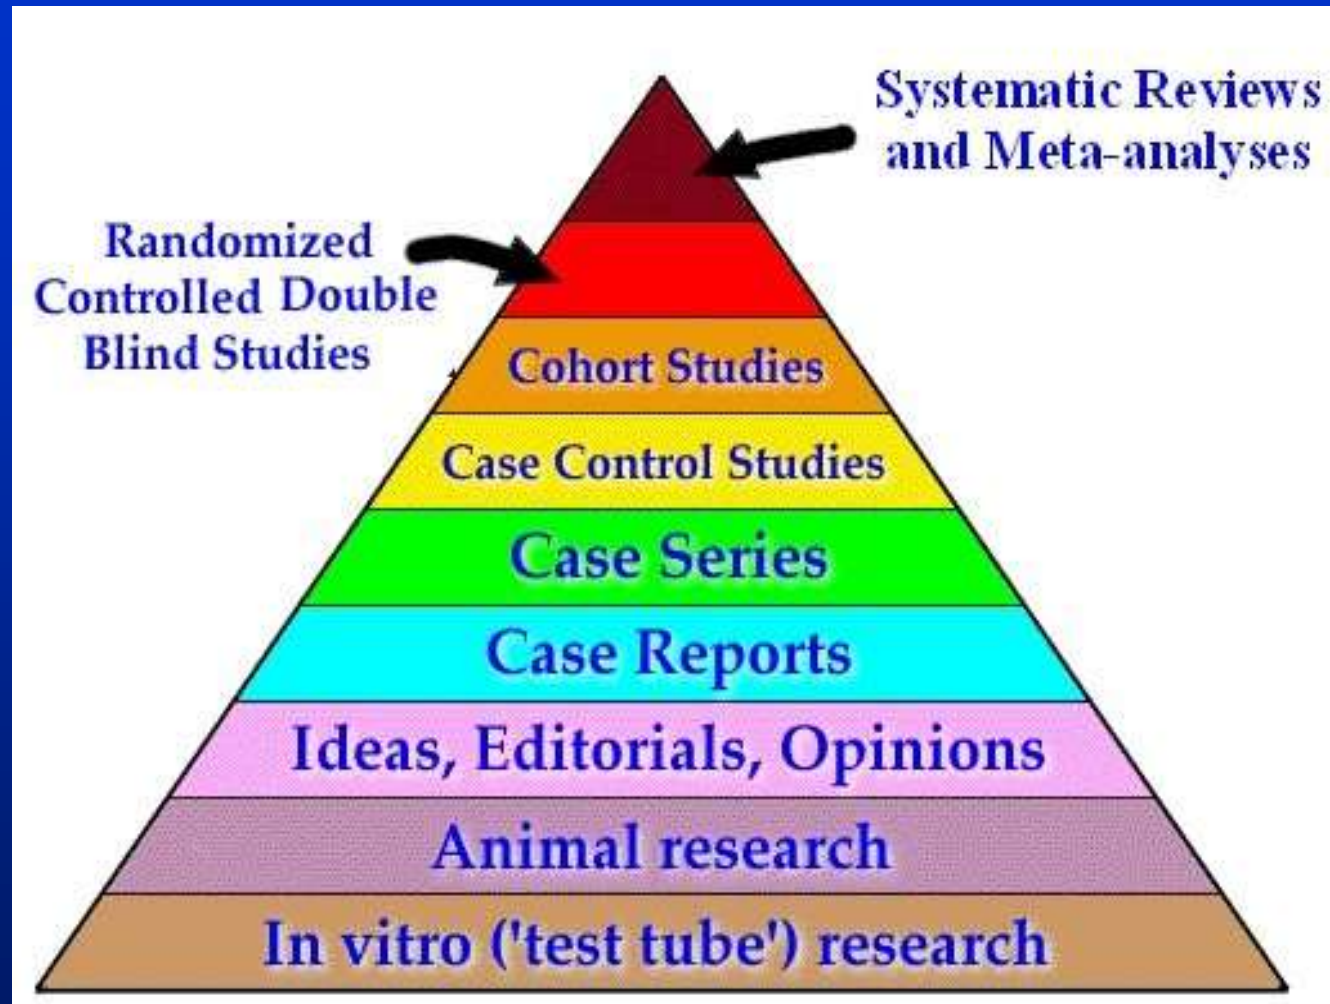 Systematic Reviews
and Meta-analyses
Randomized
Controlled Double
Blind Studies
Cohort Studies
Case Control Studies
Case Series
Case Reports
Ideas, Editorials, Opinions
Animal research
In vitro ('test tube') research